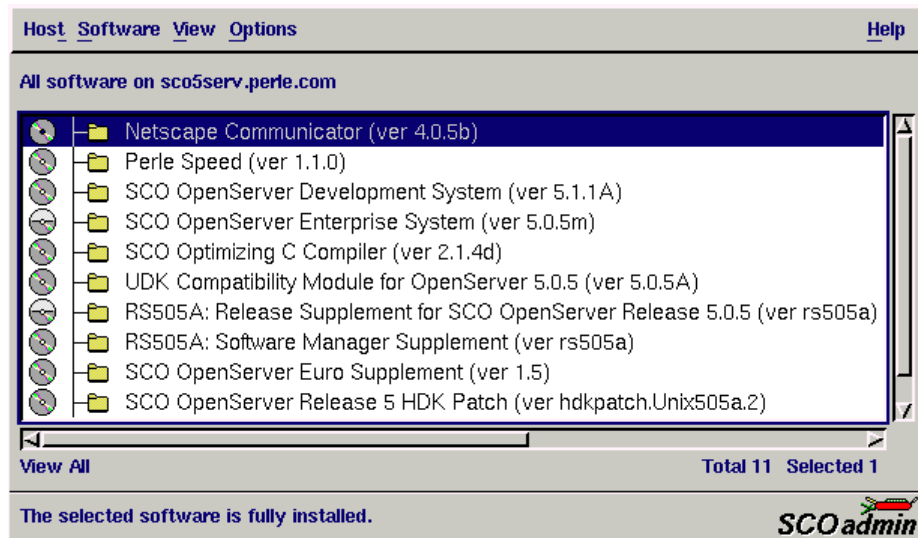 Host Software View Options Help
All software on sco5serv.perle.com
Netscape Communicator (ver 4.0.5b)
Perle Speed (ver 1.1.0)
SCO OpenServer Development System (ver 5.1.1A)
SCO OpenServer Enterprise System (ver 5.0.5m)
SCO Optimizing C Compiler (ver 2.1.4d)
UDK Compatibility Module for OpenServer 5.0.5 (ver 5.0.5A)
RS505A: Release Supplement for SCO OpenServer Release 5.0.5 (ver rs505a)
RS505A: Software Manager Supplement (ver rs505a)
SCO OpenServer Euro Supplement (ver 1.5)
SCO OpenServer Release 5 HDK Patch (ver hdkpatch.Unix505a.2)
View All Total 11 Selected 1
The selected software is fully installed. SCOadmin